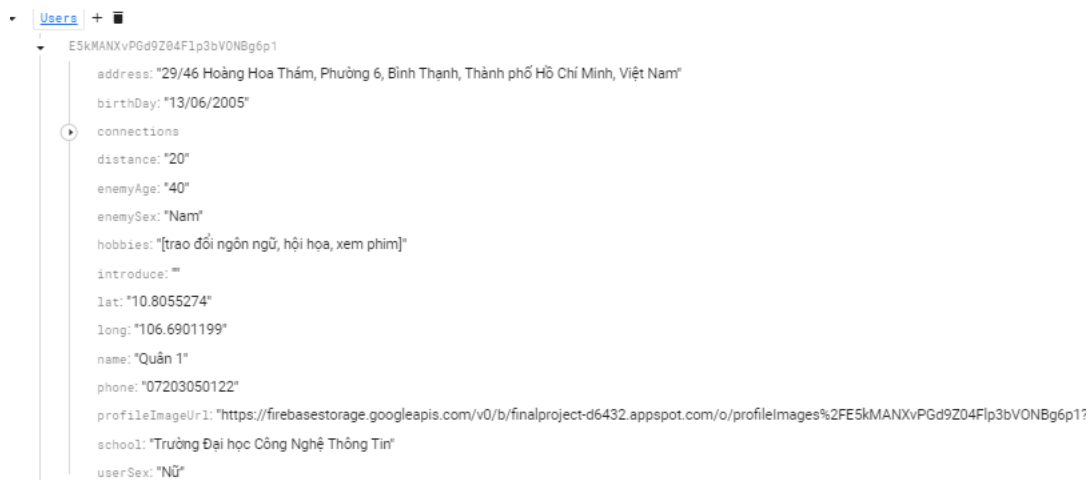 Users
E5kMANXvPGd9Z04Flp3bVONBg6p1
address: "29/46 Hoàng Hoa Thám, Phường 6, Bình Thạnh, Thành phố Hồ Chí Minh, Việt Nam"
birthDay: "13/06/2005"
connections
distance: "20"
enemyAge: "40"
enemySex: "Nam"
hobbies: "[trao đổi ngôn ngữ, hội họa, xem phim]"
introduce: ""
lat: "10.8055274"
long: "106.6901199"
name: "Quân 1"
phone: "07203050122"
profileImageUrl: "https://firebasestorage.googleapis.com/v0/b/finalproject-d6432.appspot.com/o/profileImages%2FE5kMANXvPGd9Z04Flp3bVONBg6p1?
school: "Trường Đại học Công Nghệ Thông Tin"
userSex: "Nữ"